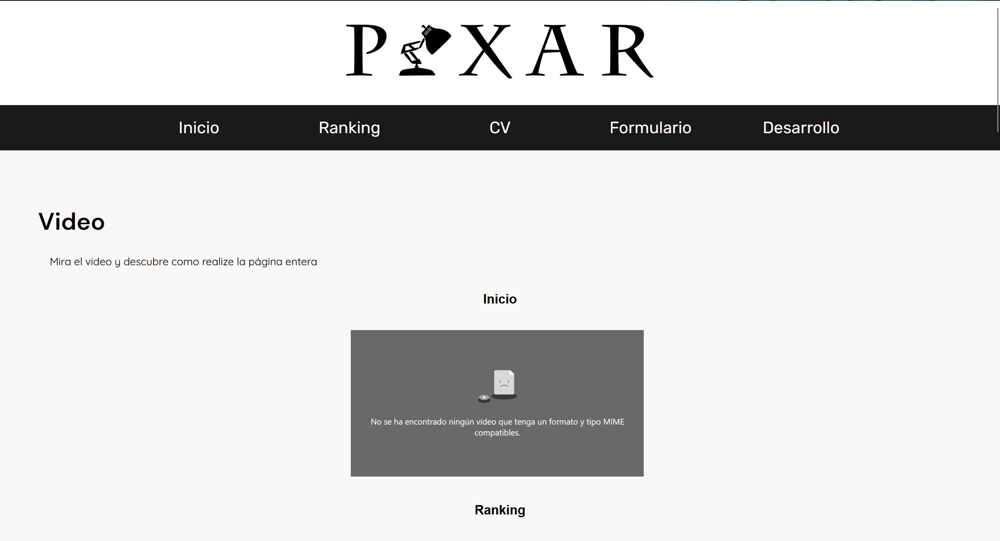 PIXAR
Inicio Ranking CV Formulario Desarrollo
Video
Mira el video y descubre como realize la página entera
Inicio
No se ha encontrado ningún vídeo que tenga un formato y tipo MIME
compatibles.
Ranking